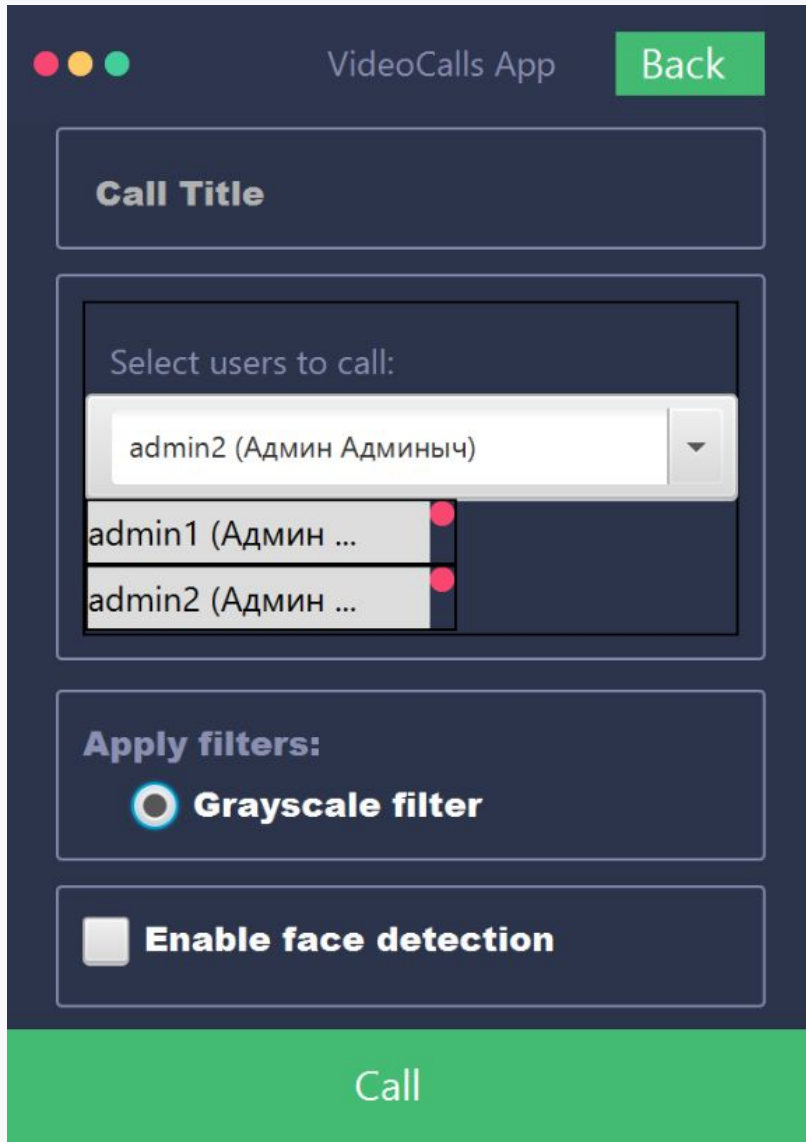 VideoCalls App
Back
Call Title
Select users to call:
admin2 (Админ Админыч)
admin1 (Админ ...
admin2 (Админ ...
Apply filters:
Grayscale filter
Enable face detection
Call